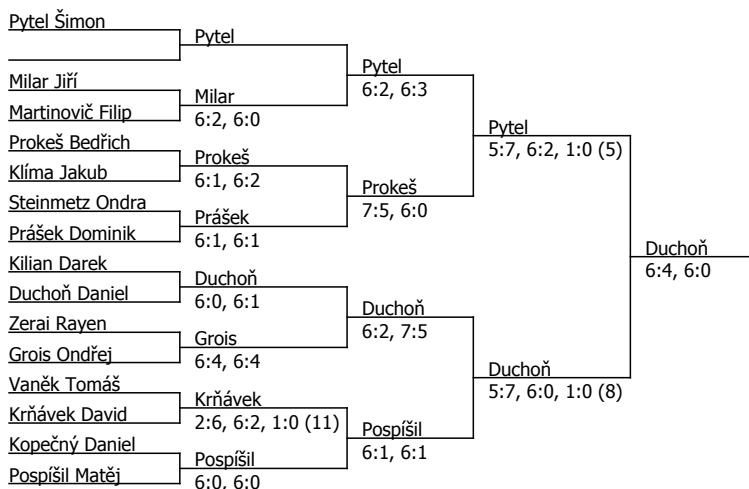 Pytel Šimon
Milar Jiří
Martinovič Filip
Prokeš Bedřich
Klíma Jakub
Steinmetz Ondra
Prášek Dominik
Kilian Darek
Duchoň Daniel
Zerai Rayen
Grois Ondřej
Vaněk Tomáš
Krňávek David
Kopečný Daniel
Pospíšil Matěj
Pytel
Milar
6:2, 6:0
Prokeš
6:1, 6:2
Prášek
6:1, 6:1
Duchoň
6:0, 6:1
Grois
6:4, 6:4
Krňávek
2:6, 6:2, 1:0 (11)
Pospíšil
6:0, 6:0
Pytel
6:2, 6:3
Prokeš
7:5, 6:0
Duchoň
6:2, 7:5
Pospíšil
6:1, 6:1
Pytel
5:7, 6:2, 1:0 (5)
Duchoň
5:7, 6:0, 1:0 (8)
Duchoň
6:4, 6:0